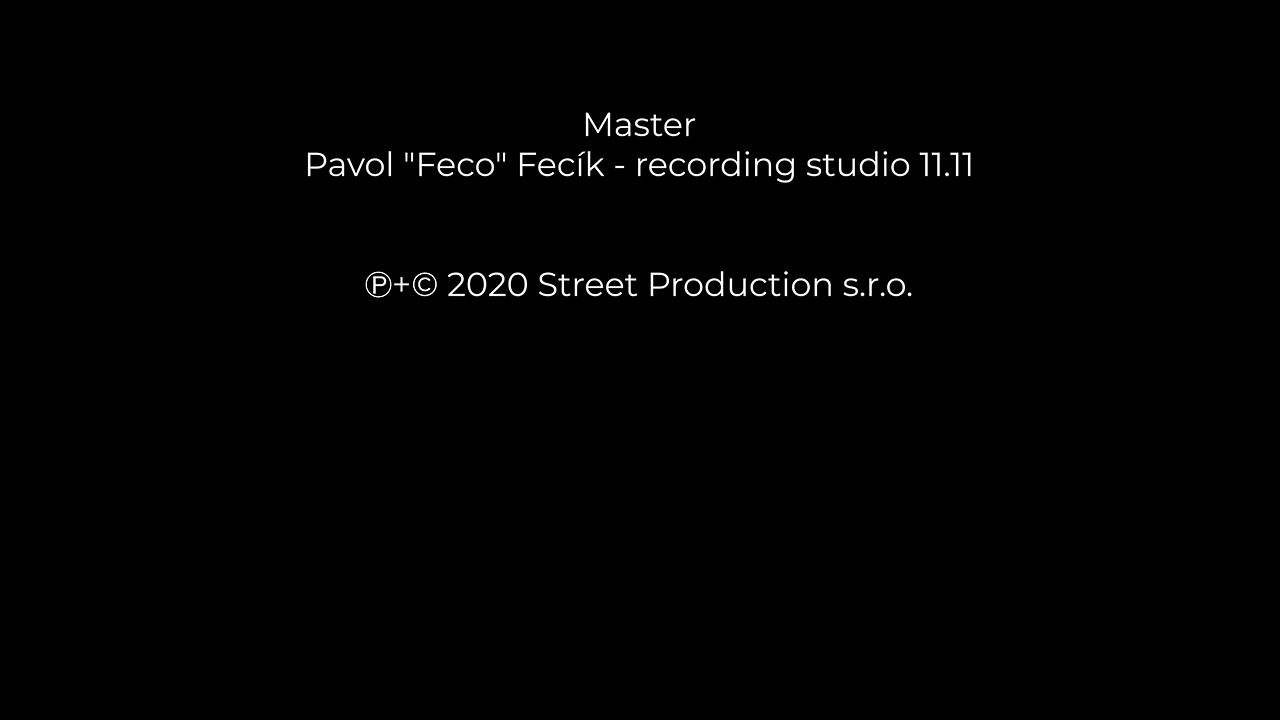 Master
Pavol "Feco" Fecík - recording studio 11.11
℗+© 2020 Street Production s.r.o.